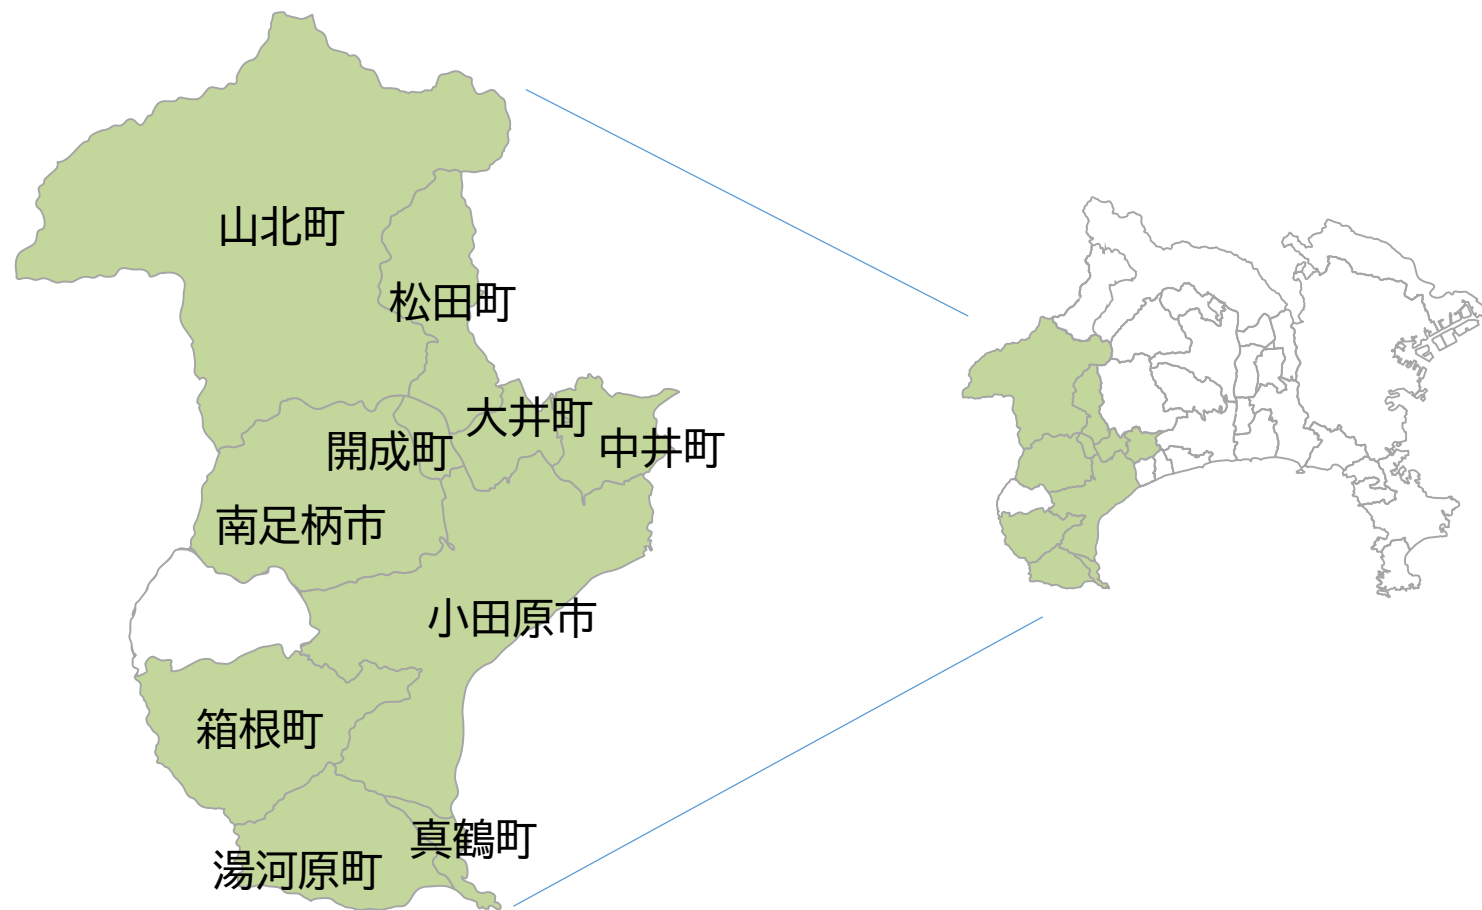 山北町
松田町
大井町
中井町
開成町
南足柄市
小田原市
箱根町
真鶴町
湯河原町